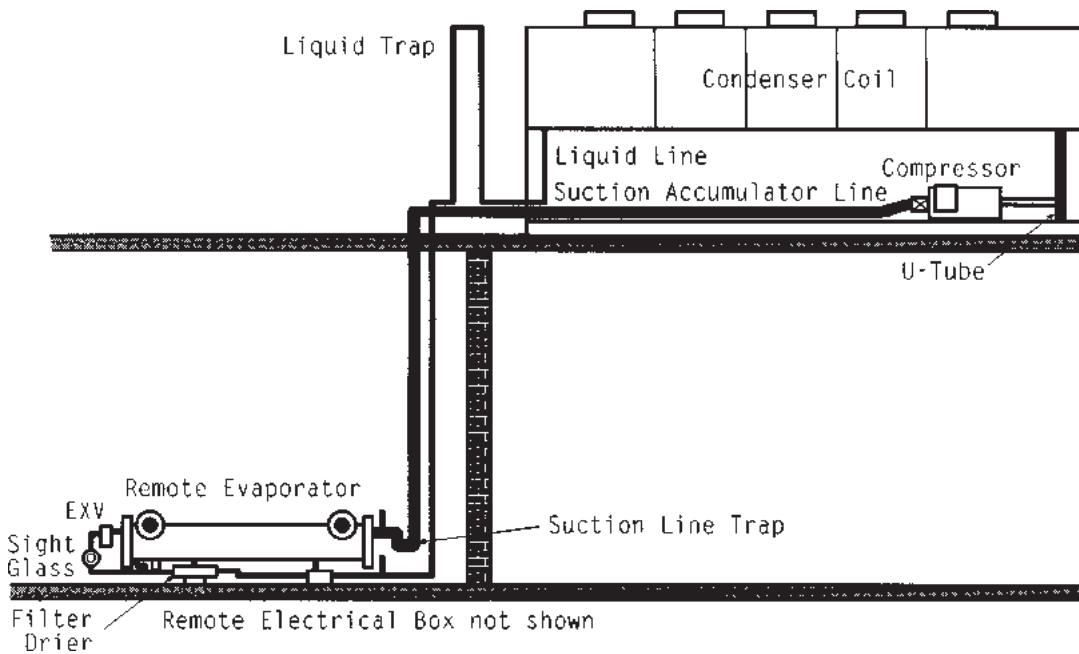 Liquid Trap
Condenser Coil
Liquid Line
Suction Accumulator Line
Compressor
U-Tube
Remote Evaporator
EXV
Sight
Glass
Suction Line Trap
Filter
Drier
Remote Electrical Box not shown